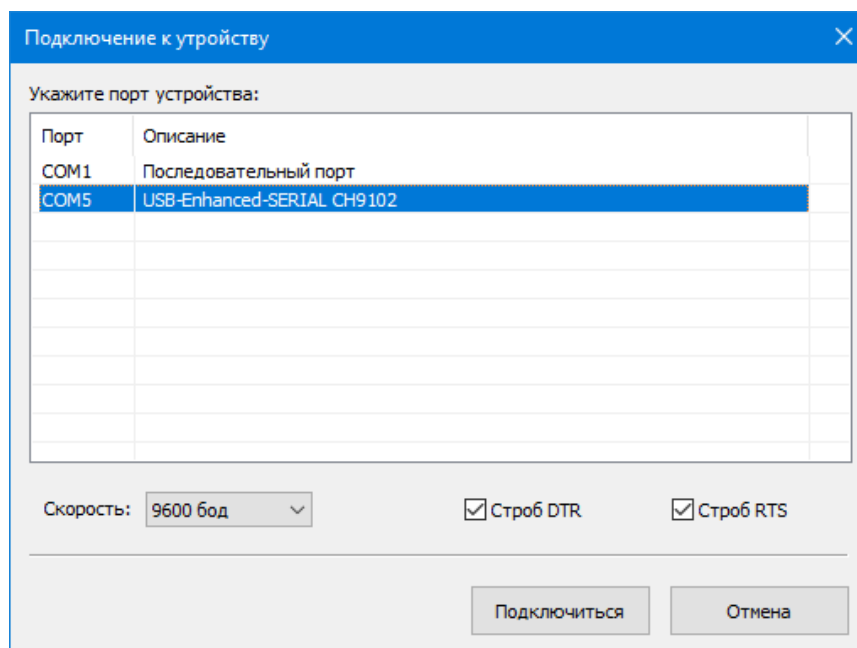 Подключение к утройству
Укажите порт устройства:
Порт Описание
COM1 Последовательный порт
COM5 USB-Enhanced-SERIAL CH9102
Скорость: 9600 бод Строб DTR Строб RTS
Подключиться Отмена